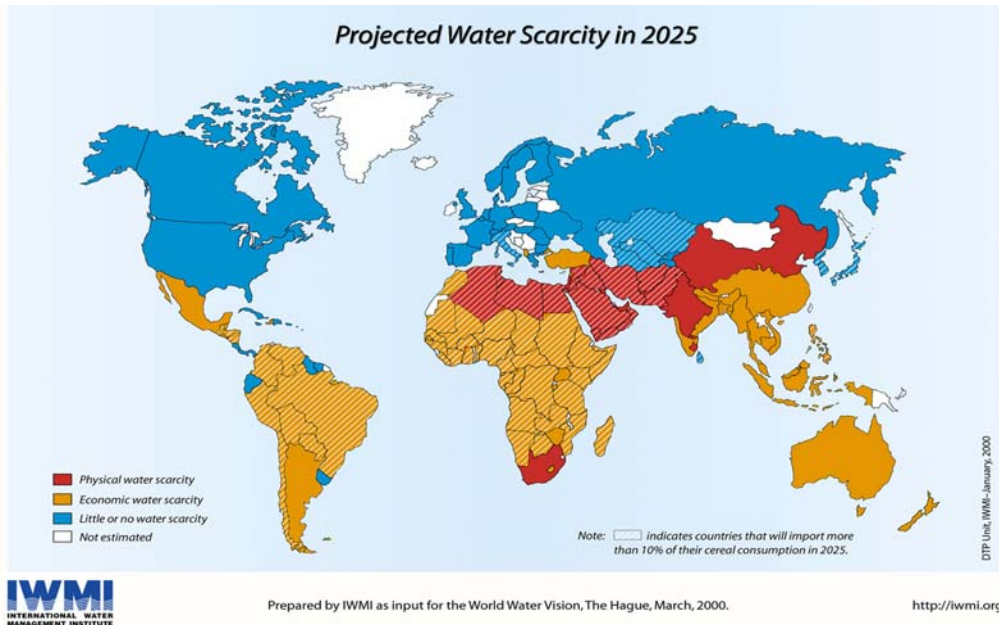 Projected Water Scarcity in 2025
Physical water scarcity
Economic water scarcity
Little or no water scarcity
Not estimated
Note: indicates countries that will import more
than 10% of their cereal consumption in 2025.
DTP Unit, IWMI–January, 2000
IWMI
INTERNATIONAL WATER
MANAGEMENT INSTITUTE
Prepared by IWMI as input for the World Water Vision, The Hague, March, 2000.
http://iwmi.org